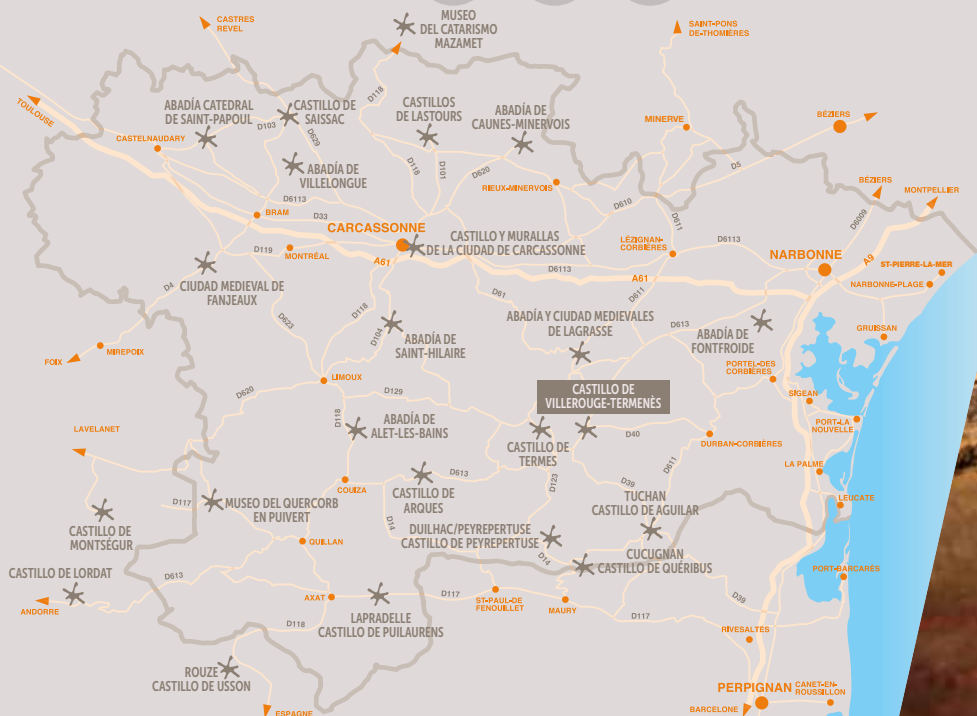 MUSEO
DEL CATARISMO
MAZAMET
CASTRES
REVEL
SAINT-PONS
DE-THOMIÈRES
TOULOUSE
D118
ABADÍA CATEDRAL
DE SAINT-PAPOUL
D103
CASTILLO DE
SAISSAC
CASTILLOS
DE LASTOURS
ABADÍA DE
CAUNES-MINERVOIS
MINERVE
BÉZIERS
CASTELNAUDARY
D629
ABADÍA DE
VILLELONGUE
D118
D101
D620
RIEUX-MINERVOIS
D5
BÉZIERS
MONTPELLIER
D6113
D610
D611
D6009
BRAM
D33
CARCASSONNE
CASTILLO Y MURALLAS
DE LA CIUDAD DE CARCASSONNE
LÉZIGNAN-
CORBIÈRES
D6113
NARBONNE
D119
MONTRÉAL
A61
D6113
A61
A9
ST-PIERRE-LA-MER
NARBONNE-PLAGE
CIUDAD MEDIEVAL DE
FANJEAUX
D4
D61
D611
D623
D118
D104
ABADÍA DE
SAINT-HILAIRE
ABADÍA Y CIUDAD MEDIEVALES
DE LAGRASSE
D613
ABADÍA DE
FONTFROIDE
GRUISSAN
FOIX
MIREPOIX
LIMOUX
PORTEL-DES
CORBIÈRES
D620
D129
CASTILLO DE
VILLEROUGE-TERMENÈS
SIGEAN
LAVELANET
D118
ABADÍA DE
ALET-LES-BAINS
CASTILLO DE
TERMES
D40
DURBAN-CORBIÈRES
PORT-LA
NOUVELLE
LA PALME
COUIZA
D613
CASTILLO DE
ARQUES
D123
D39
D611
LEUCATE
D117
MUSEO DEL QUERCORB
EN PUIVERT
TUCHAN
CASTILLO DE AGUILAR
CASTILLO DE
MONTSÉGUR
D14
DUILHAC/PEYREPERTUSE
CASTILLO DE PEYREPERTUSE
QUILLAN
D14
CUCUGNAN
CASTILLO DE QUÉRIBUS
CASTILLO DE LORDAT
D613
PORT-BARCARÈS
ANDORRE
AXAT
D117
ST-PAUL-DE
FENOUILLET
MAURY
D117
D39
D118
LAPRADELLE
CASTILLO DE PUILAURENS
RIVESALTES
ROUZE
CASTILLO DE USSON
PERPIGNAN
CANET-EN-
ROUSSILLON
ESPAGNE
BARCELONE